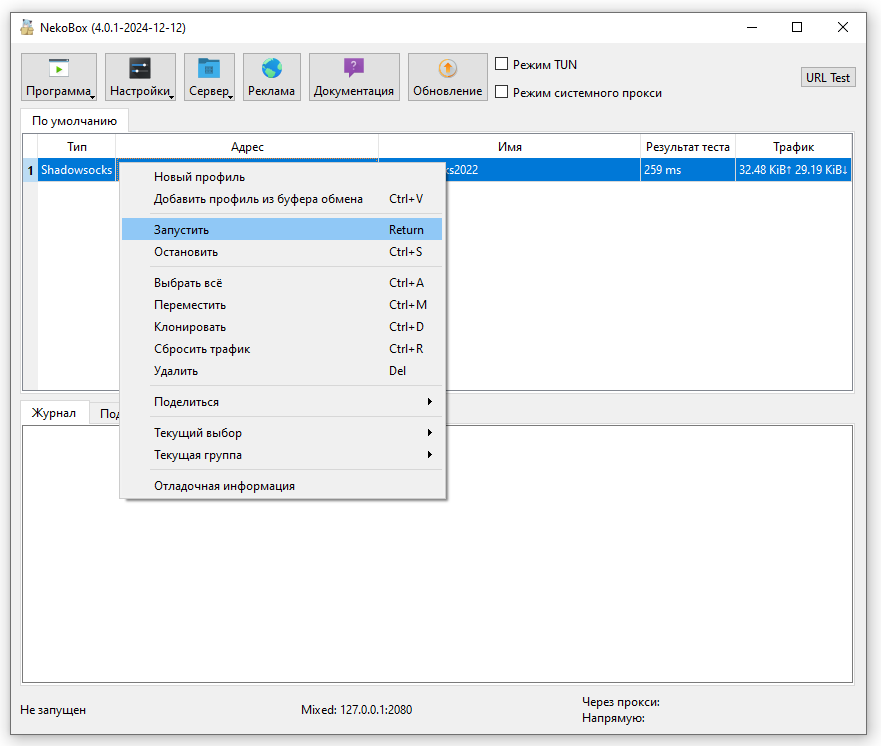 NekoBox (4.0.1-2024-12-12)
Программа Настройки Сервер Реклама Документация Обновление
Режим TUN
Режим системного прокси
URL Test
По умолчанию
Тип Адрес Имя Результат теста Трафик
1 Shadowsocks ks2022 259 ms 32.48 KiB↑ 29.19 KiB↓
Новый профиль
Добавить профиль из буфера обмена Ctrl+V
Запустить Return
Остановить Ctrl+S
Выбрать всё Ctrl+A
Переместить Ctrl+M
Клонировать Ctrl+D
Сбросить трафик Ctrl+R
Удалить Del
Поделиться
Текущий выбор
Текущая группа
Отладочная информация
Журнал
Не запущен
Mixed: 127.0.0.1:2080
Через прокси:
Напрямую: